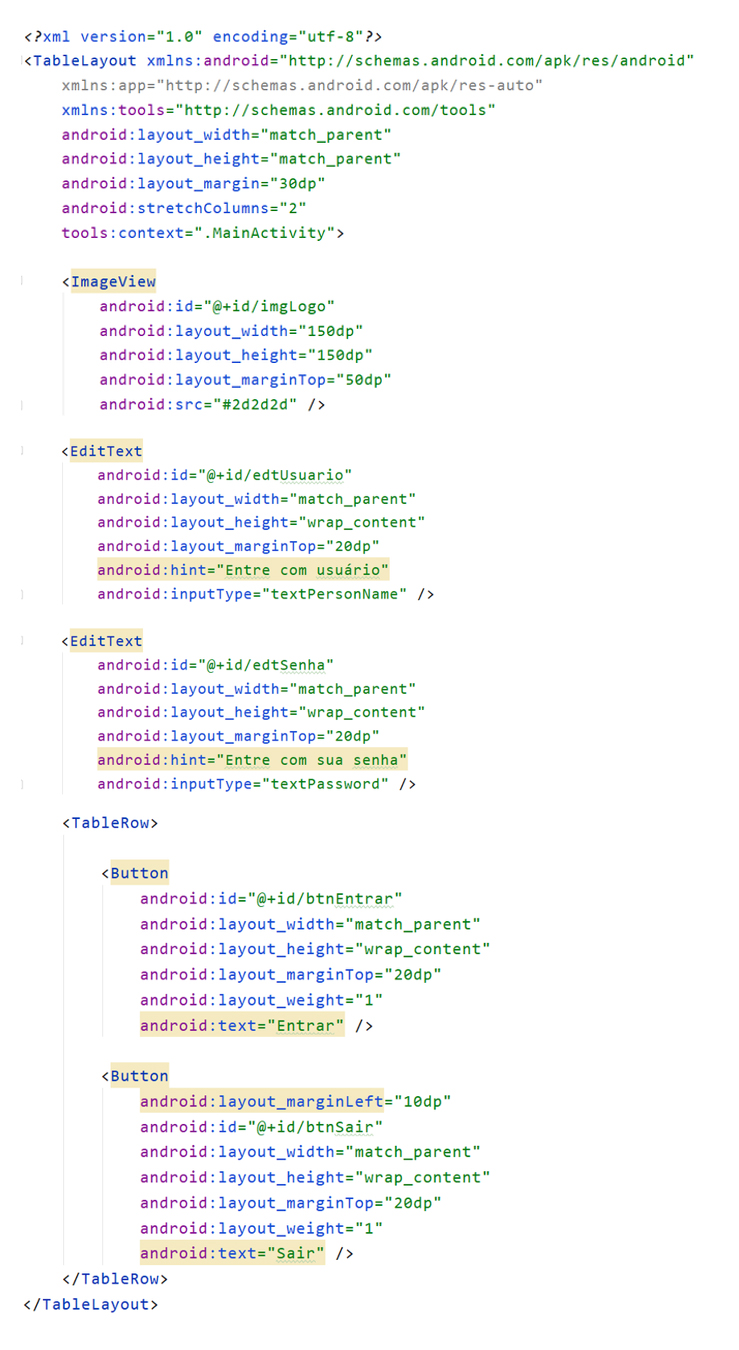 <?xml version="1.0" encoding="utf-8"?>
<TableLayout xmlns:android="http://schemas.android.com/apk/res/android"
    xmlns:app="http://schemas.android.com/apk/res-auto"
    xmlns:tools="http://schemas.android.com/tools"
    android:layout_width="match_parent"
    android:layout_height="match_parent"
    android:layout_margin="30dp"
    android:stretchColumns="2"
    tools:context=".MainActivity">
    <ImageView
        android:id="@+id/imgLogo"
        android:layout_width="150dp"
        android:layout_height="150dp"
        android:layout_marginTop="50dp"
        android:src="#2d2d2d" />
    <EditText
        android:id="@+id/edtUsuario"
        android:layout_width="match_parent"
        android:layout_height="wrap_content"
        android:layout_marginTop="20dp"
        android:hint="Entre com usuário"
        android:inputType="textPersonName" />
    <EditText
        android:id="@+id/edtSenha"
        android:layout_width="match_parent"
        android:layout_height="wrap_content"
        android:layout_marginTop="20dp"
        android:hint="Entre com sua senha"
        android:inputType="textPassword" />
    <TableRow>
        <Button
            android:id="@+id/btnEntrar"
            android:layout_width="match_parent"
            android:layout_height="wrap_content"
            android:layout_marginTop="20dp"
            android:layout_weight="1"
            android:text="Entrar" />
        <Button
            android:layout_marginLeft="10dp"
            android:id="@+id/btnSair"
            android:layout_width="match_parent"
            android:layout_height="wrap_content"
            android:layout_marginTop="20dp"
            android:layout_weight="1"
            android:text="Sair" />
    </TableRow>
</TableLayout>